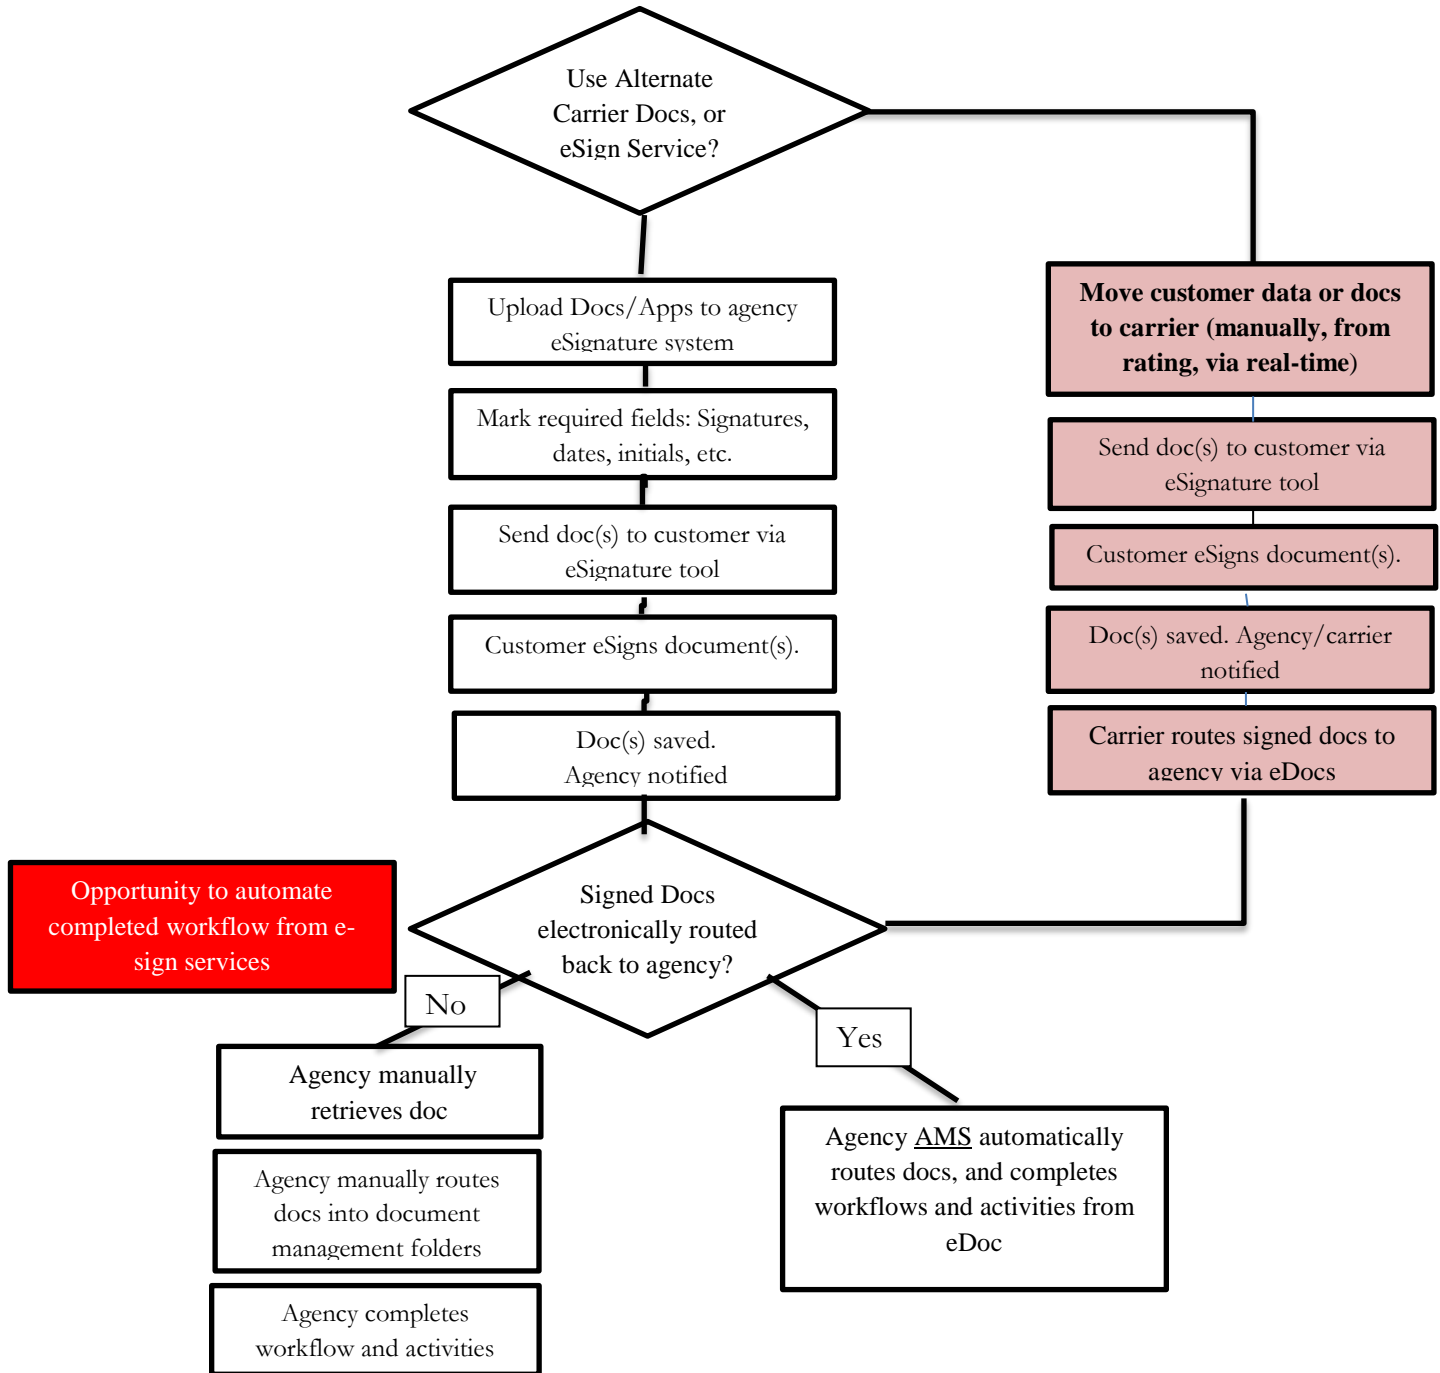 Use Alternate
Carrier Docs, or
eSign Service?
Upload Docs/Apps to agency
eSignature system
Mark required fields: Signatures,
dates, initials, etc.
Send doc(s) to customer via
eSignature tool
Customer eSigns document(s).
Doc(s) saved.
Agency notified
Move customer data or docs
to carrier (manually, from
rating, via real-time)
Send doc(s) to customer via
eSignature tool
Customer eSigns document(s).
Doc(s) saved. Agency/carrier
notified
Carrier routes signed docs to
agency via eDocs
Opportunity to automate
completed workflow from e-
sign services
Signed Docs
electronically routed
back to agency?
No
Yes
Agency manually
retrieves doc
Agency manually routes
docs into document
management folders
Agency completes
workflow and activities
Agency AMS automatically
routes docs, and completes
workflows and activities from
eDoc